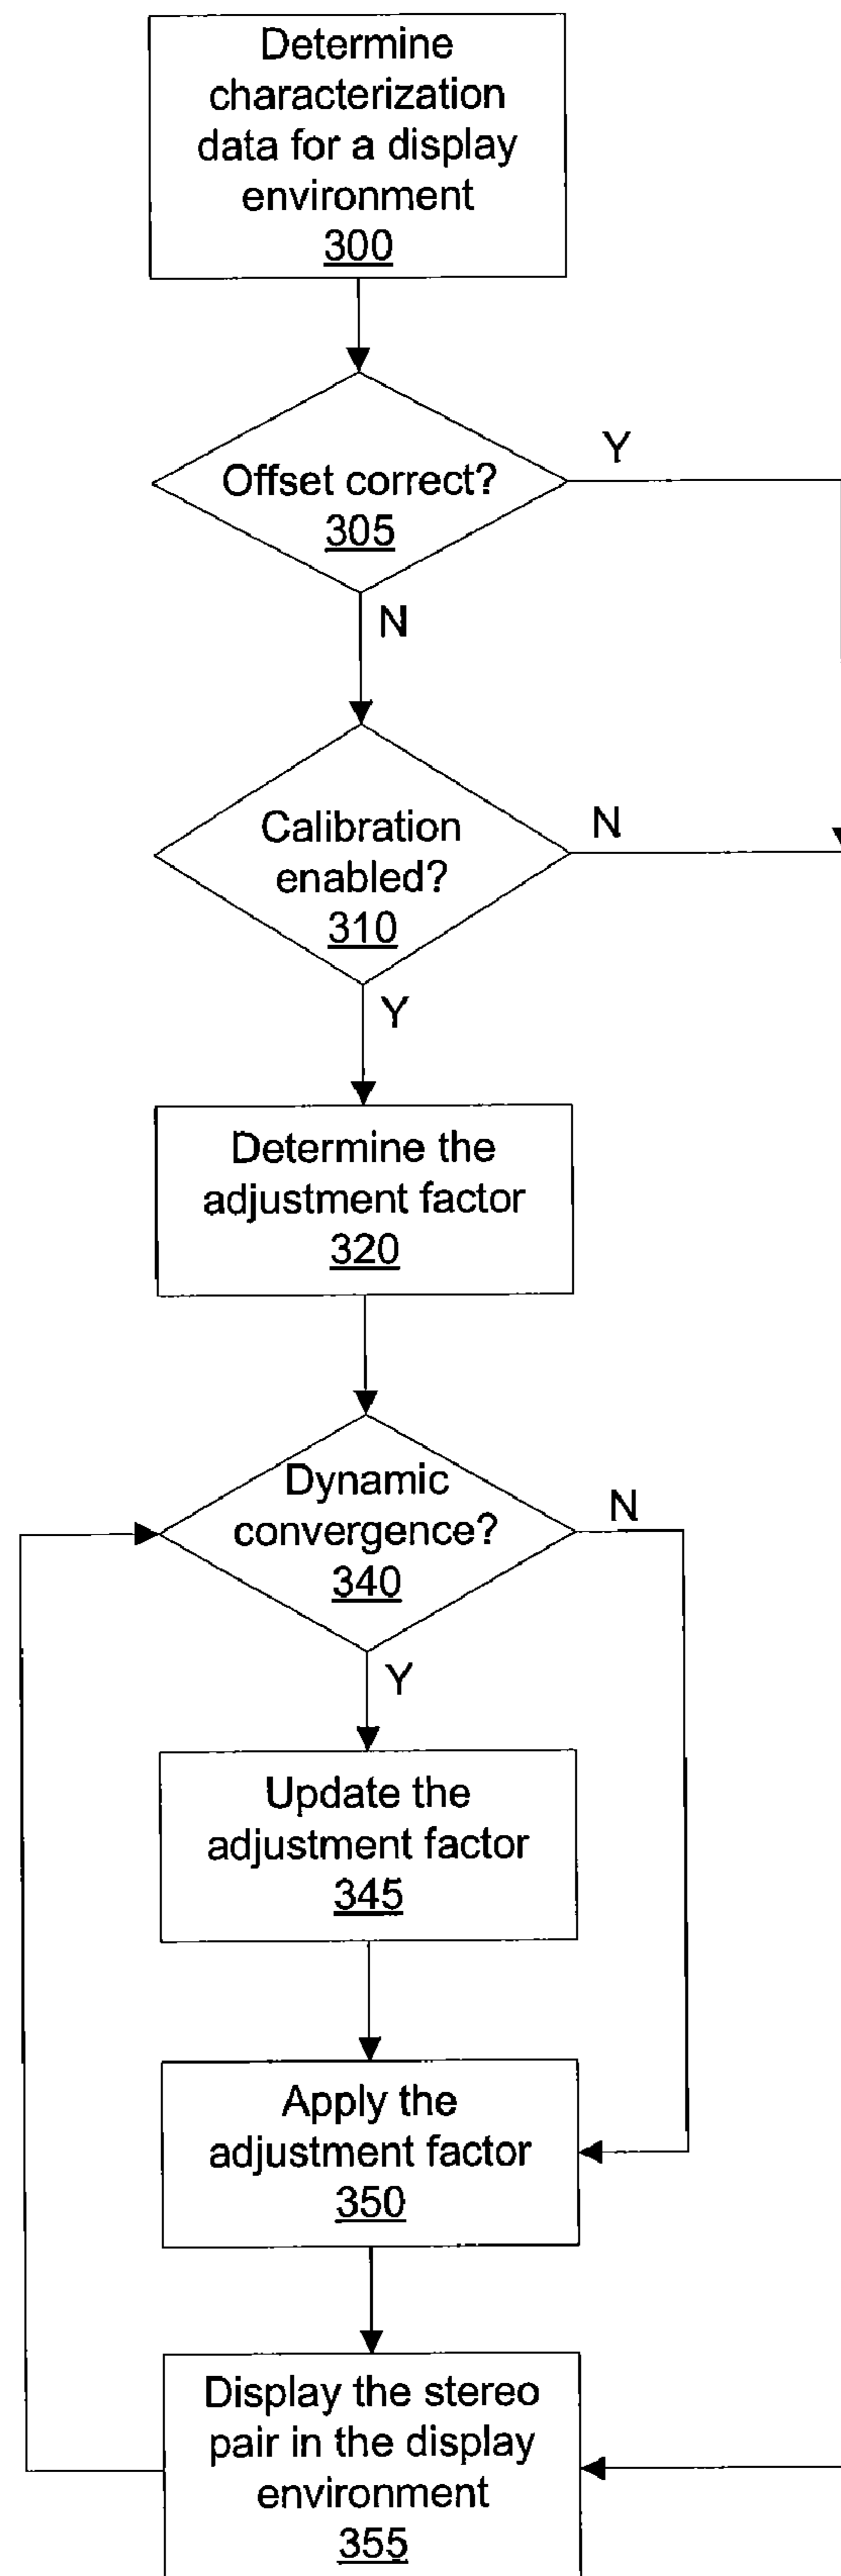 Determine
characterization
data for a display
environment
300
Offset correct?
305
Y
N
Calibration
enabled?
310
N
Y
Determine the
adjustment factor
320
Dynamic
convergence?
340
N
Y
Update the
adjustment factor
345
Apply the
adjustment factor
350
Display the stereo
pair in the display
environment
355